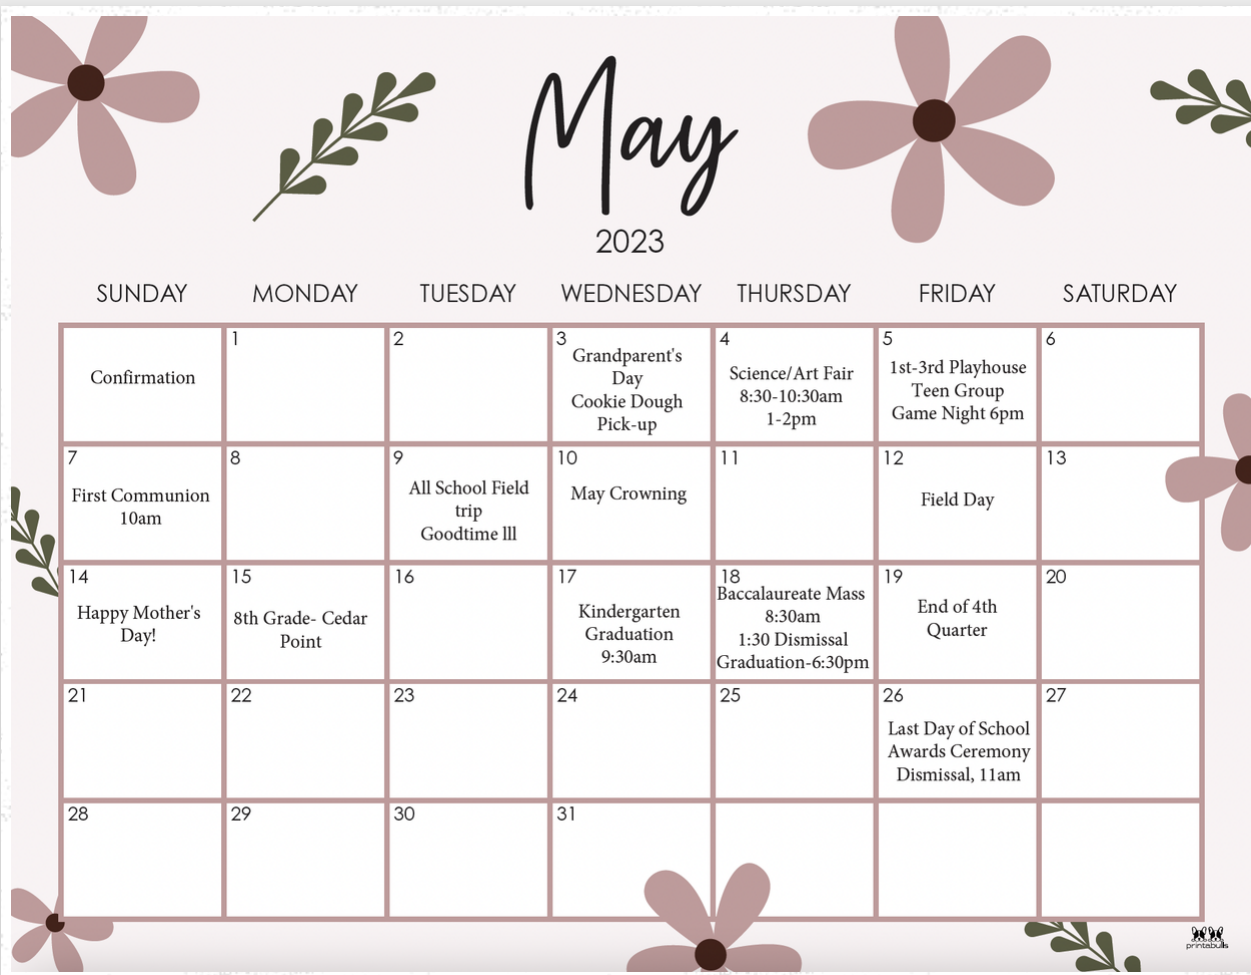 May
2023
SUNDAY MONDAY TUESDAY WEDNESDAY THURSDAY FRIDAY SATURDAY
Confirmation
1
2
3
Grandparent's
Day
Cookie Dough
Pick-up
4
Science/Art Fair
8:30-10:30am
1-2pm
5
1st-3rd Playhouse
Teen Group
Game Night 6pm
6
7
First Communion
10am
8
9
All School Field
trip
Goodtime lll
10
May Crowning
11
12
Field Day
13
14
Happy Mother's
Day!
15
8th Grade- Cedar
Point
16
17
Kindergarten
Graduation
9:30am
18
Baccalaureate Mass
8:30am
1:30 Dismissal
Graduation-6:30pm
19
End of 4th
Quarter
20
21
22
23
24
25
26
Last Day of School
Awards Ceremony
Dismissal, 11am
27
28
29
30
31
printabulls